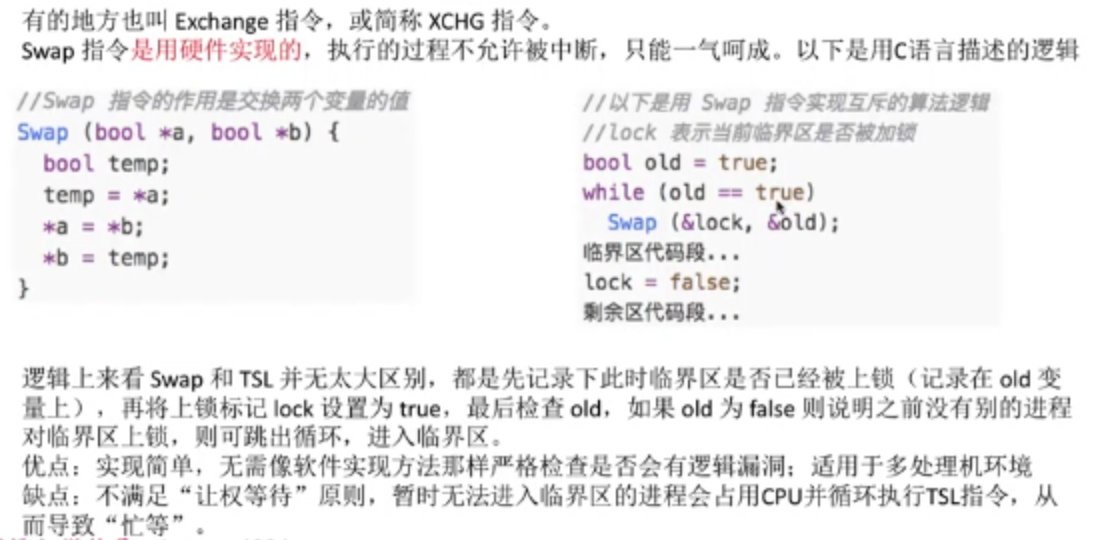 有的地方也叫 Exchange 指令，或简称 XCHG 指令。
Swap 指令是用硬件实现的，执行的过程不允许被中断，只能一气呵成。以下是用C语言描述的逻辑
//Swap 指令的作用是交换两个变量的值
Swap (bool *a, bool *b) {
bool temp;
temp = *a;
*a = *b;
*b = temp;
}
//以下是用 Swap 指令实现互斥的算法逻辑
//lock 表示当前临界区是否被加锁
bool old = true;
while (old == true)
Swap (&lock, &old);
临界区代码段...
lock = false;
剩余区代码段...
逻辑上来看 Swap 和 TSL 并无太大区别，都是先记录下此时临界区是否已经被上锁（记录在 old 变
量上），再将上锁标记 lock 设置为 true，最后检查 old，如果 old 为 false 则说明之前没有别的进程
对临界区上锁，则可跳出循环，进入临界区。
优点：实现简单，无需像软件实现方法那样严格检查是否会有逻辑漏洞；适用于多处理机环境
缺点：不满足“让权等待”原则，暂时无法进入临界区的进程会占用CPU并循环执行TSL指令，从
而导致“忙等”。